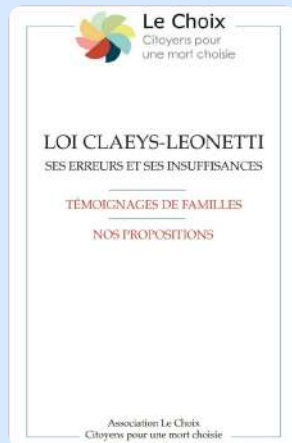 Le Choix
Citoyens pour
une mort choisie
LOI CLAEYS-LEONETTI
SES ERREURS ET SES INSUFFISANCES
TÉMOIGNAGES DE FAMILLES
NOS PROPOSITIONS
Association Le Choix
Citoyens pour une mort choisie